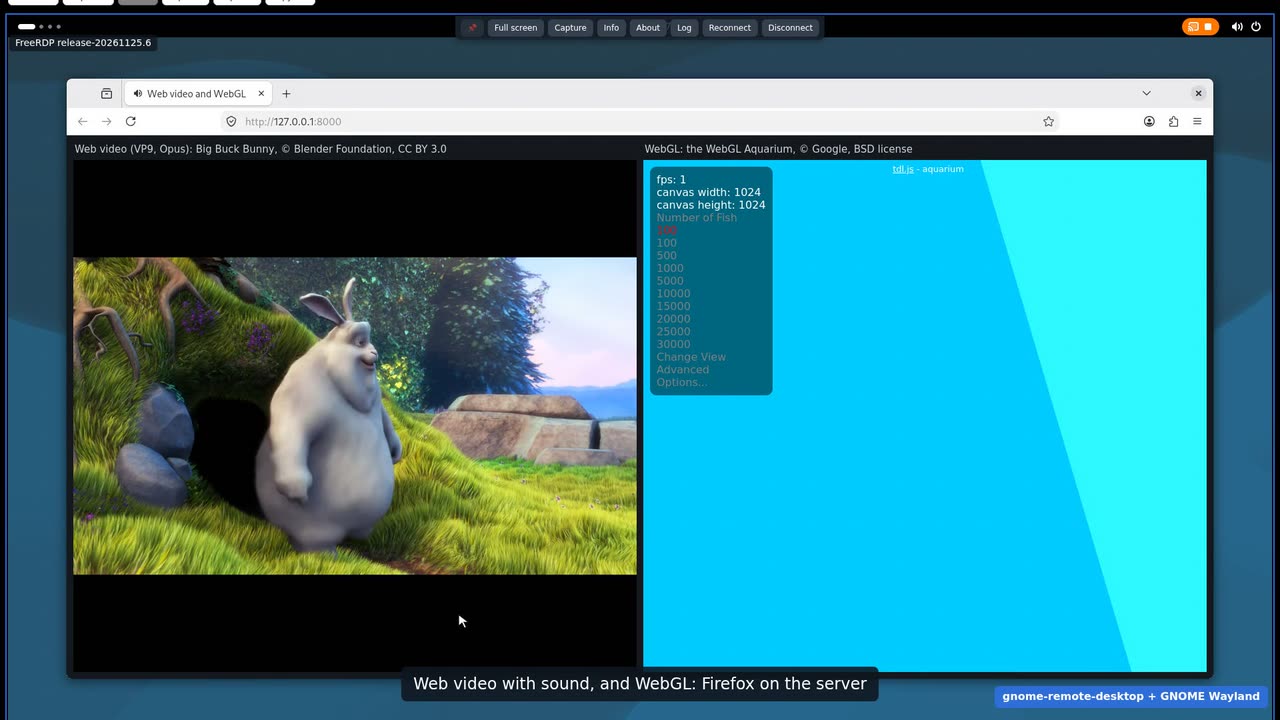 Full screen
Capture
Info
About
Log
Reconnect
Disconnect
FreeRDP release-20261125.6
Web video and WebGL
http://127.0.0.1:8000
Web video (VP9, Opus): Big Buck Bunny, © Blender Foundation, CC BY 3.0
WebGL: the WebGL Aquarium, © Google, BSD license
tdl.js - aquarium
fps: 1
canvas width: 1024
canvas height: 1024
Number of Fish
100
500
1000
5000
10000
15000
20000
25000
30000
Change View
Advanced
Options...
Web video with sound, and WebGL: Firefox on the server
gnome-remote-desktop + GNOME Wayland